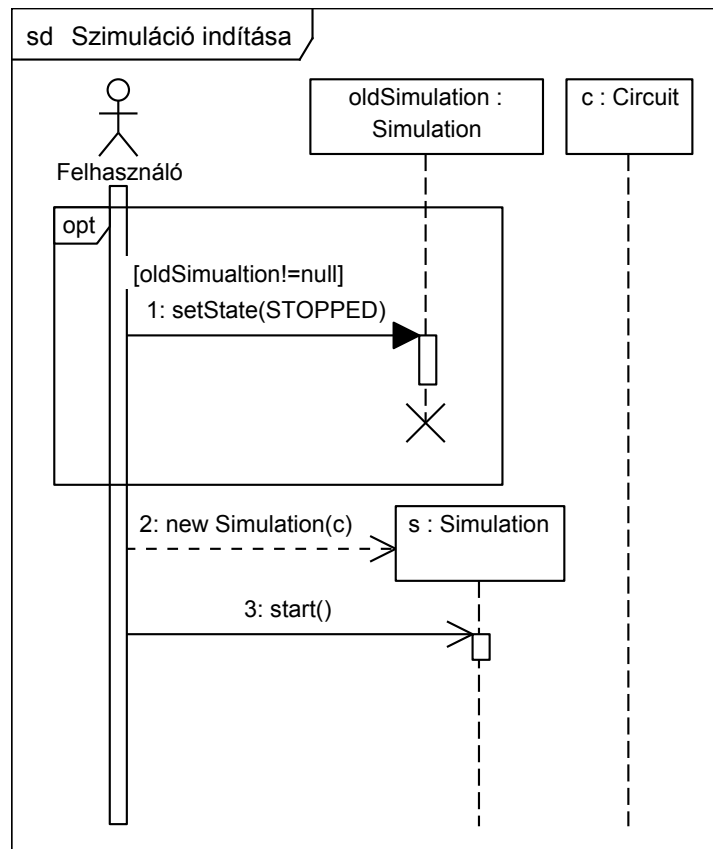 sd Szimuláció indítása
oldSimulation :
Simulation
c : Circuit
Felhasználó
opt
[oldSimualtion!=null]
1: setState(STOPPED)
2: new Simulation(c)
s : Simulation
3: start()